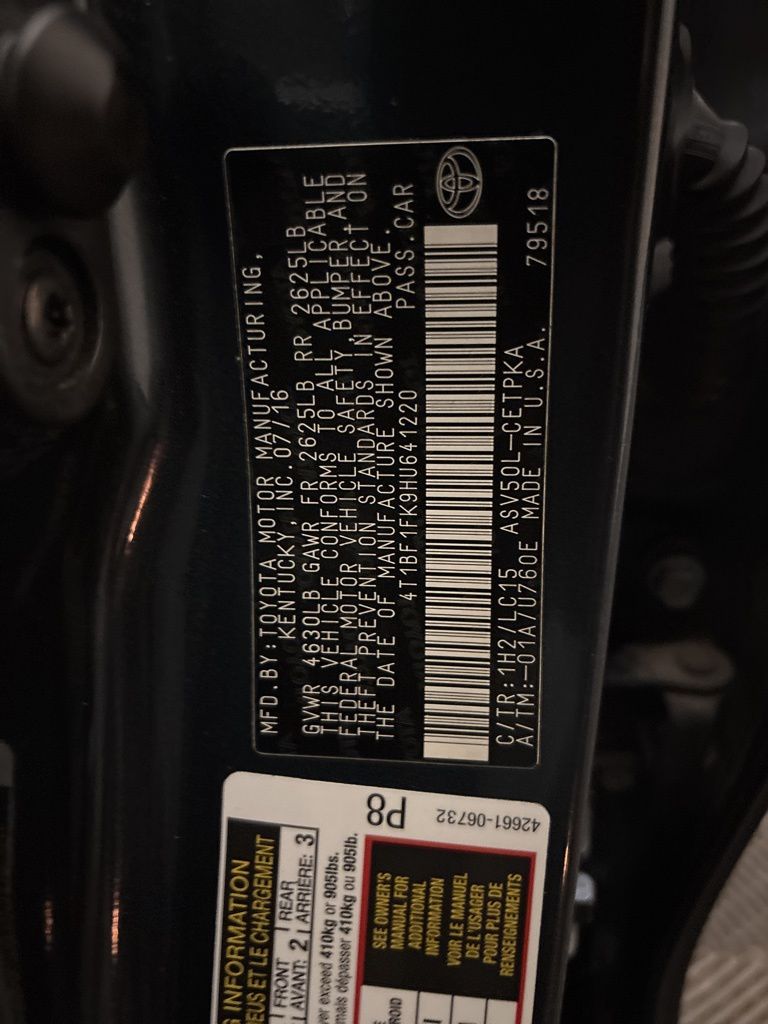 MFD.BY:TOYOTA MOTOR MANUFACTURING,
KENTUCKY,INC. 07/16
GVWR 4630LB GAWR FR 2625LB RR 2625LB
THIS VEHICLE CONFORMS TO ALL APPLICABLE
FEDERAL MOTOR VEHICLE SAFETY, BUMPER,AND
THEFT PREVENTION STANDARDS IN EFFECT ON
THE DATE OF MANUFACTURE SHOWN ABOVE.
4T1BF1FK9HU641220 PASS.CAR
C/TR:1H2/LC15 ASV50L-CETPKA
A/TM:-01A/U760E MADE IN U.S.A. 79518
P8
42661-06732
INFORMATION
ET LE CHARGEMENT
FRONT REAR
AVANT: 2 ARRIÈRE: 3
exceed 410kg or 905lbs.
mais dépasser 410kg ou 905lb.
SEE OWNER'S
MANUAL FOR
ADDITIONAL
INFORMATION
VOIR LE MANUEL
DE L'USAGER
POUR PLUS DE
RENSEIGNEMENTS